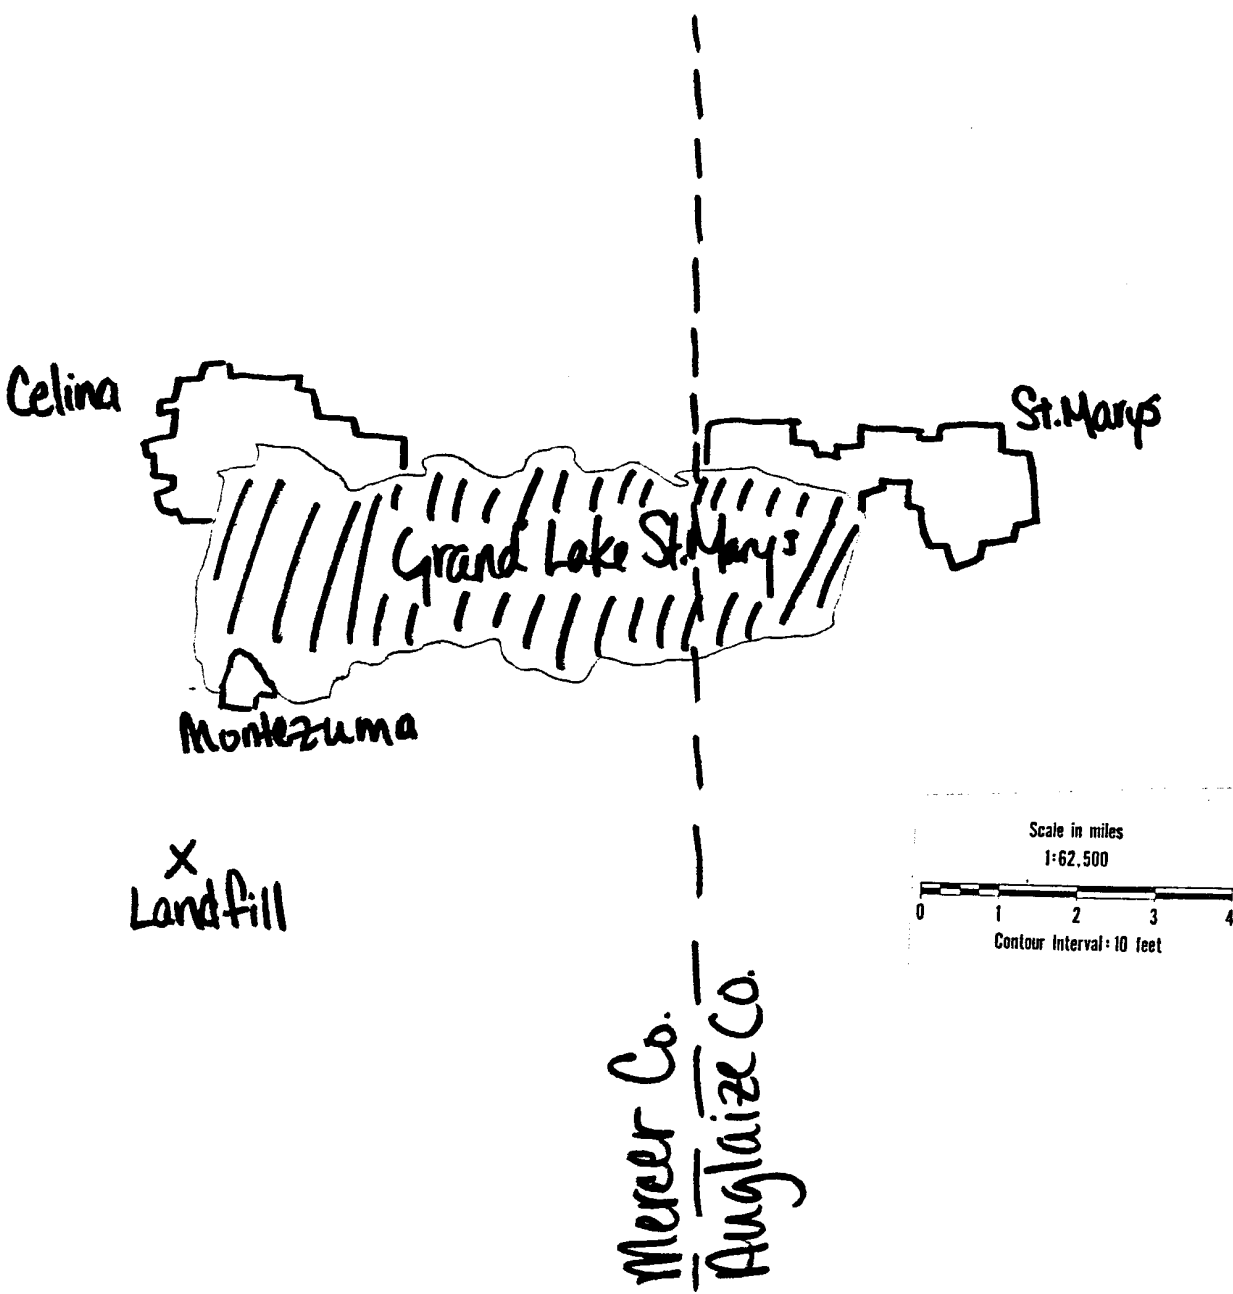 Celina
St. Marys
Grand Lake St. Marys
Montezuma
X
Landfill
Scale in miles
1:62,500
0 1 2 3 4
Contour Interval: 10 feet
Mercer Co.
Auglaize Co.